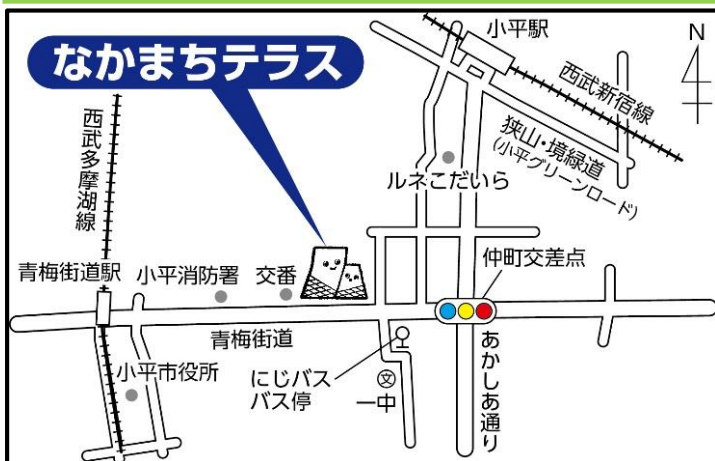 小平駅
N
なかまちテラス
西武新宿線
西武多摩湖線
狭山・境緑道
(小平グリーンロード)
ルネこだいら
青梅街道駅
小平消防署
交番
仲町交差点
青梅街道
にじバス
バス停
文
一中
あかしあ通り
小平市役所